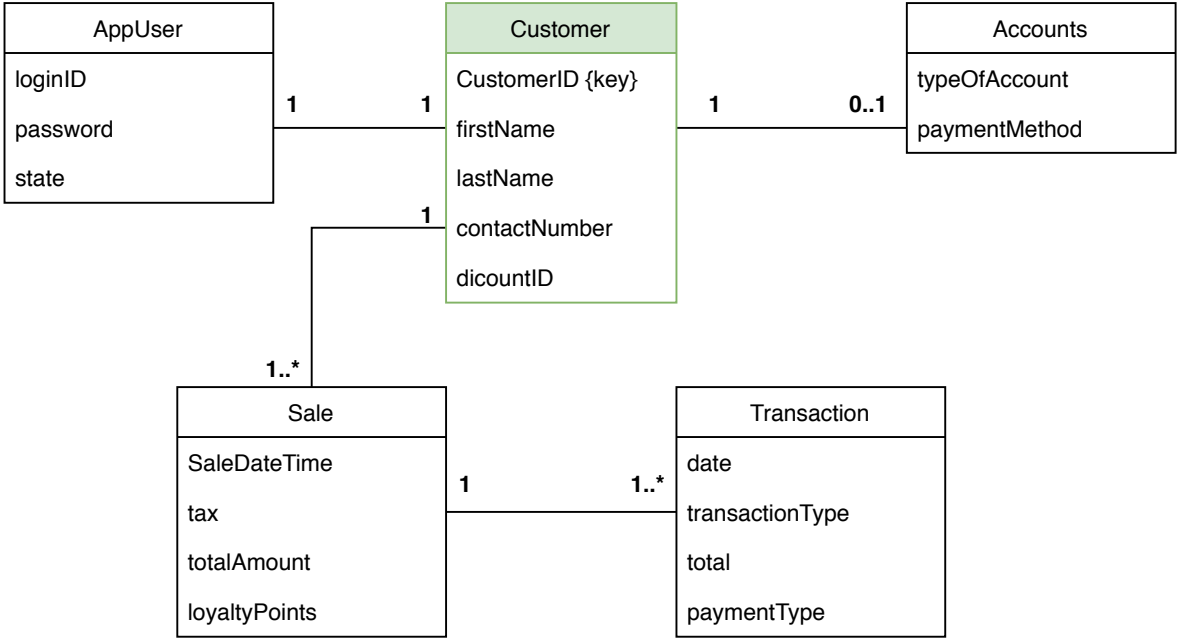 AppUser
loginID
password
state
1
1
Customer
CustomerID {key}
firstName
lastName
contactNumber
dicountID
1
0..1
Accounts
typeOfAccount
paymentMethod
1
1..*
Sale
SaleDateTime
tax
totalAmount
loyaltyPoints
1
1..*
Transaction
date
transactionType
total
paymentType